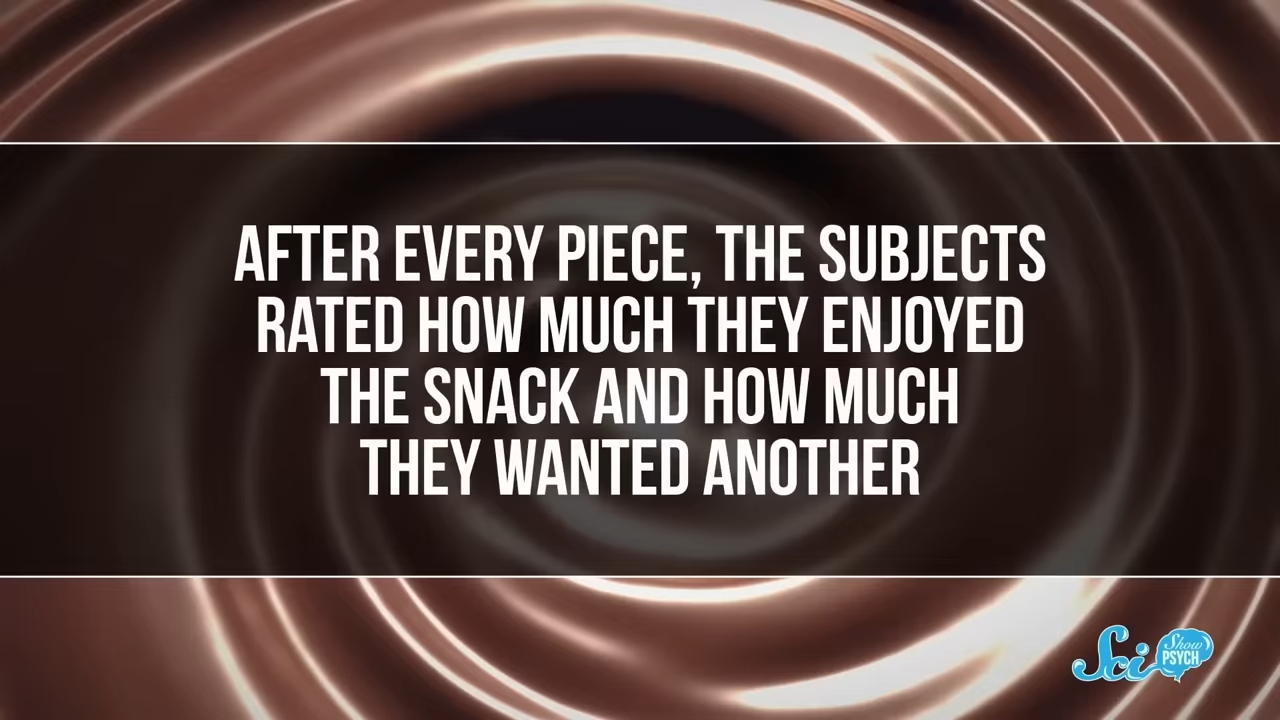 AFTER EVERY PIECE, THE SUBJECTS
RATED HOW MUCH THEY ENJOYED
THE SNACK AND HOW MUCH
THEY WANTED ANOTHER
Sci Show
PSYCH